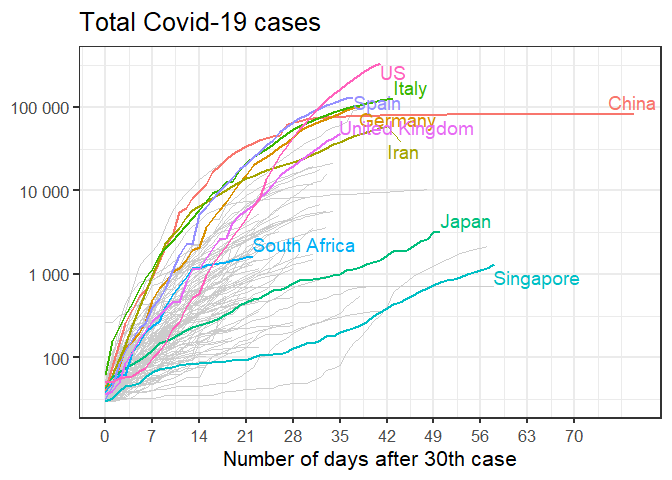 Total Covid-19 cases
US
Italy
China
Spain
Germany
United Kingdom
Iran
Japan
South Africa
Singapore
100 000
10 000
1 000
100
0 7 14 21 28 35 42 49 56 63 70
Number of days after 30th case